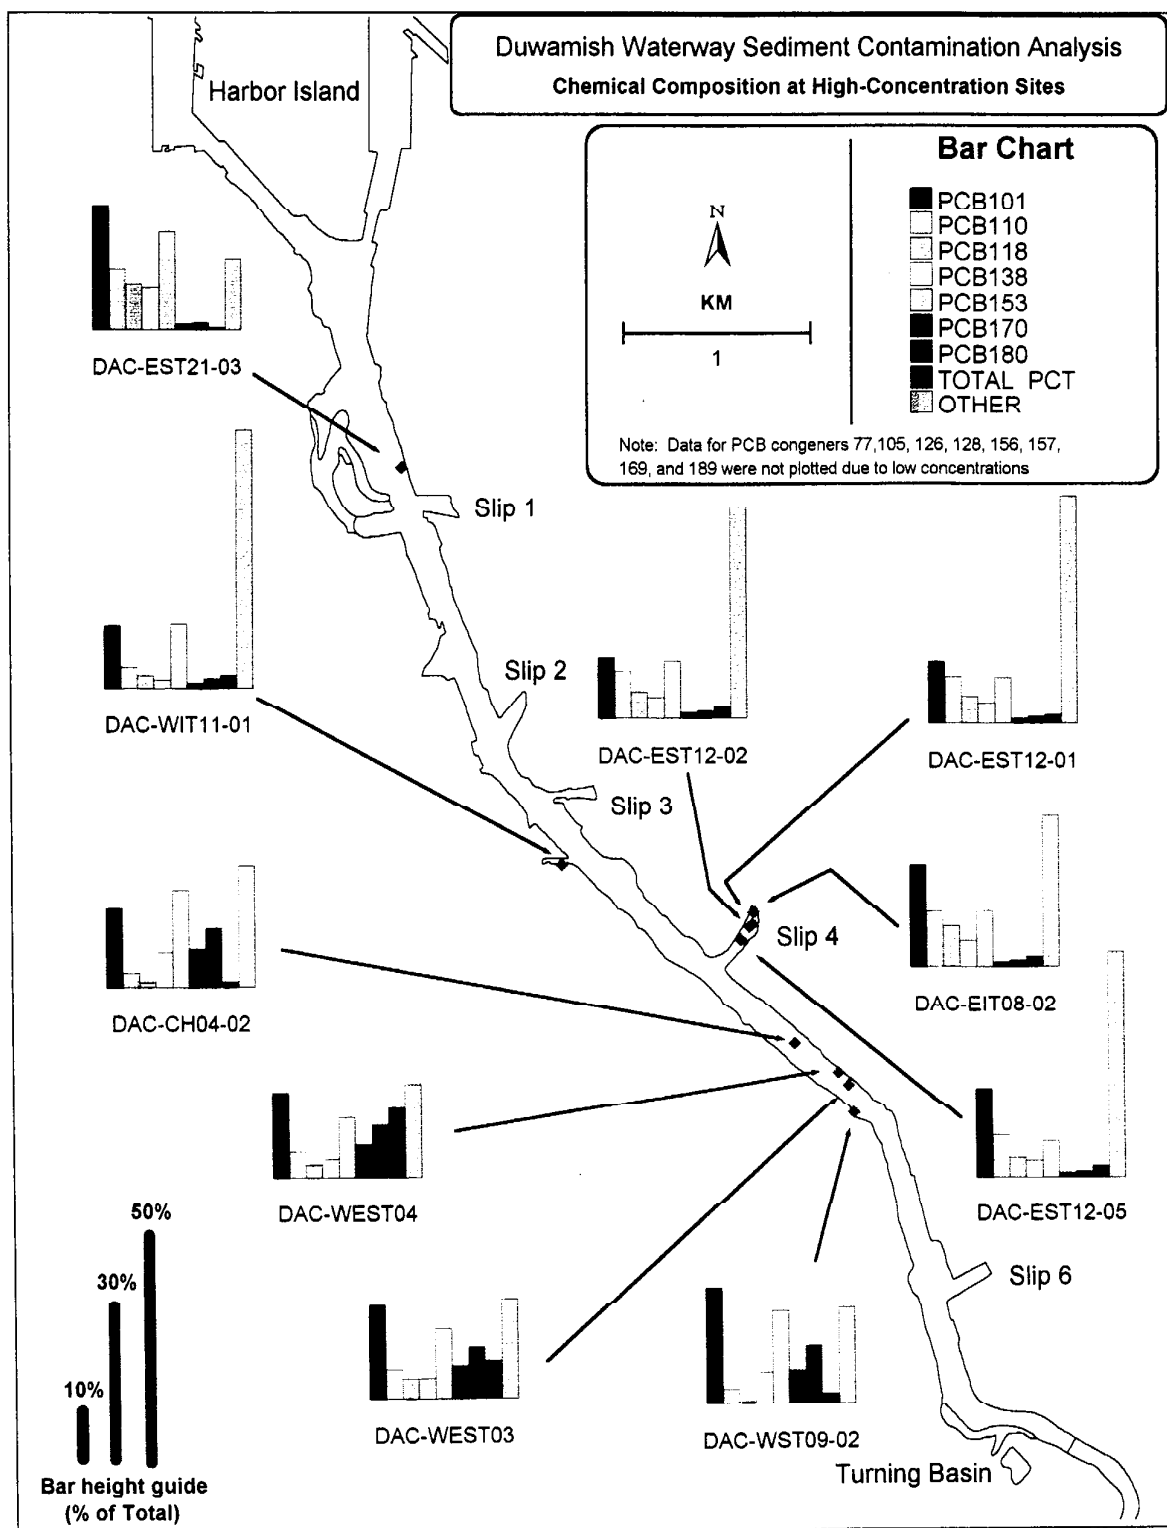 Duwamish Waterway Sediment Contamination Analysis
Chemical Composition at High-Concentration Sites
Harbor Island
Bar Chart
PCB101
PCB110
PCB118
PCB138
PCB153
PCB170
PCB180
TOTAL PCT
OTHER
N
KM
1
Note: Data for PCB congeners 77,105, 126, 128, 156, 157,
169, and 189 were not plotted due to low concentrations
DAC-EST21-03
Slip 1
Slip 2
DAC-WIT11-01
DAC-EST12-02
DAC-EST12-01
Slip 3
Slip 4
DAC-CH04-02
DAC-EIT08-02
DAC-WEST04
DAC-EST12-05
50%
30%
10%
Slip 6
DAC-WEST03
DAC-WST09-02
Turning Basin
Bar height guide
(% of Total)